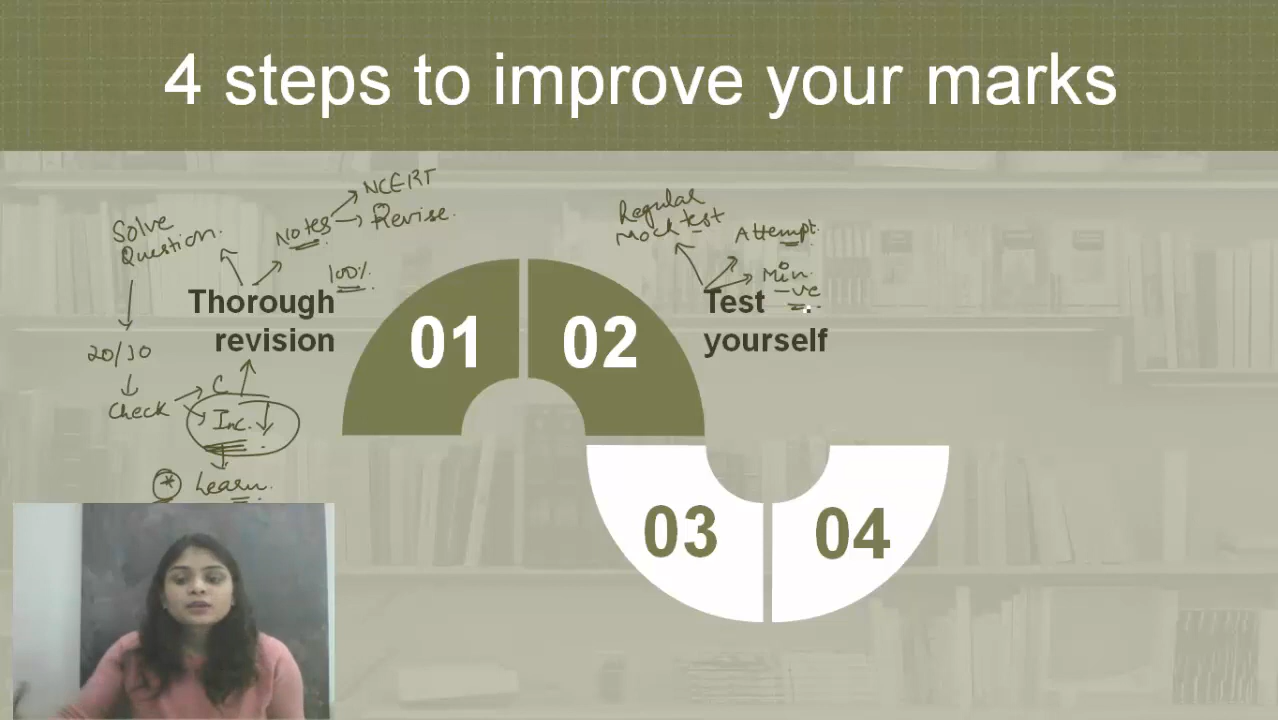 4 steps to improve your marks
Solve
Question.
Notes
NCERT
Revise.
100%.
Thorough
revision
20/30
Check
C
Inc. ↓
* Learn.
01
02
Regular
Mock test
Attempt.
Min.
-ve
Test
yourself
03
04